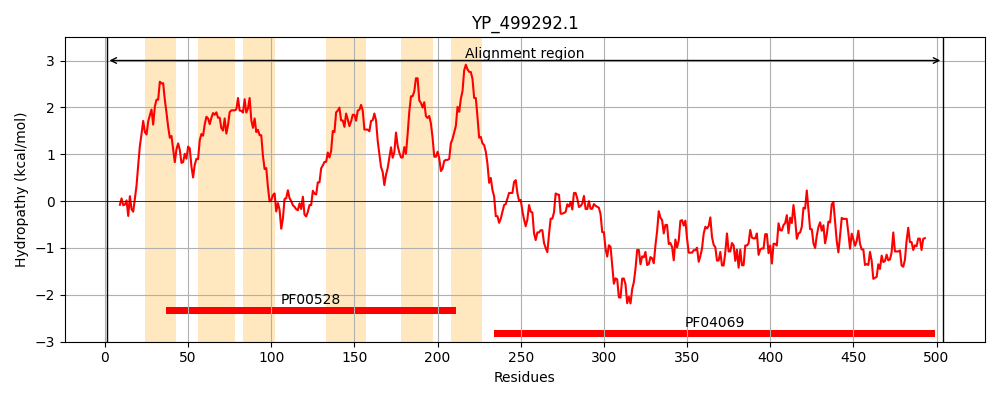 YP_499292.1
Alignment region
Hydropathy (kcal/mol)
3
2
1
0
−1
−2
−3
PF00528
PF04069
0 50 100 150 200 250 300 350 400 450 500
Residues